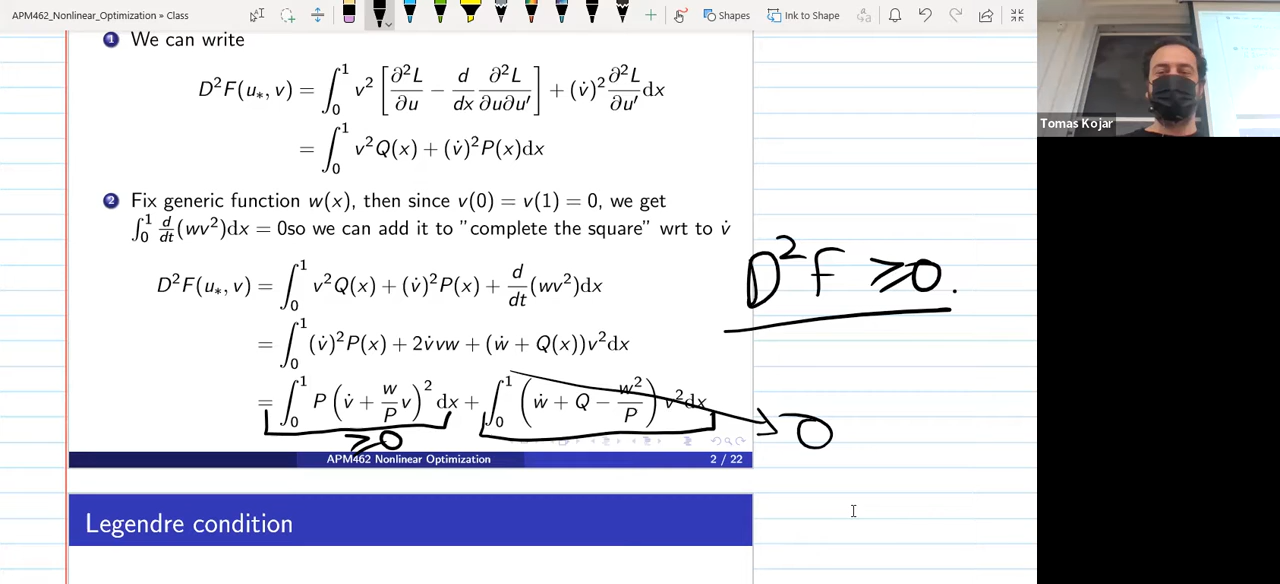 APM462_Nonlinear_Optimization » Class
Shapes
Ink to Shape
Tomas Kojar
1 We can write
D²F(u*, v) = ∫₀¹ v² [∂²L/∂u − d/dx ∂²L/∂u∂u′] + (v̇)² ∂²L/∂u′ dx
= ∫₀¹ v²Q(x) + (v̇)²P(x)dx
2 Fix generic function w(x), then since v(0) = v(1) = 0, we get
∫₀¹ d/dt (wv²)dx = 0so we can add it to "complete the square" wrt to v̇
D²F(u*, v) = ∫₀¹ v²Q(x) + (v̇)²P(x) + d/dt (wv²)dx
= ∫₀¹ (v̇)²P(x) + 2v̇vw + (ẇ + Q(x))v²dx
= ∫₀¹ P (v̇ + w/P v)² dx + ∫₀¹ (ẇ + Q − w²/P) v²dx
D²F ⩾0.
⩾0
0
APM462 Nonlinear Optimization
2 / 22
Legendre condition